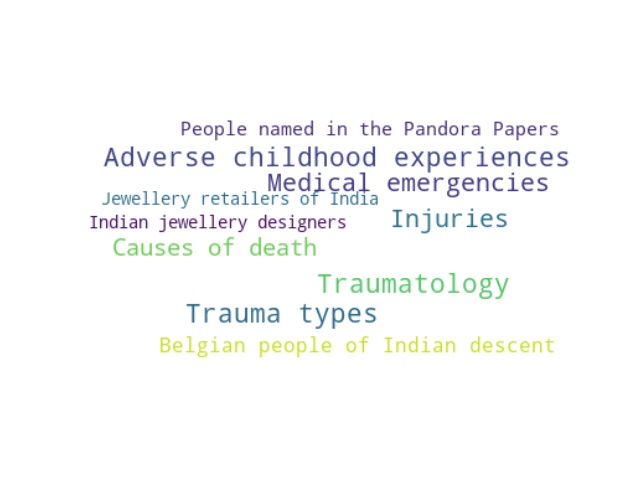 People named in the Pandora Papers
Adverse childhood experiences
Medical emergencies
Jewellery retailers of India
Indian jewellery designers
Injuries
Causes of death
Traumatology
Trauma types
Belgian people of Indian descent